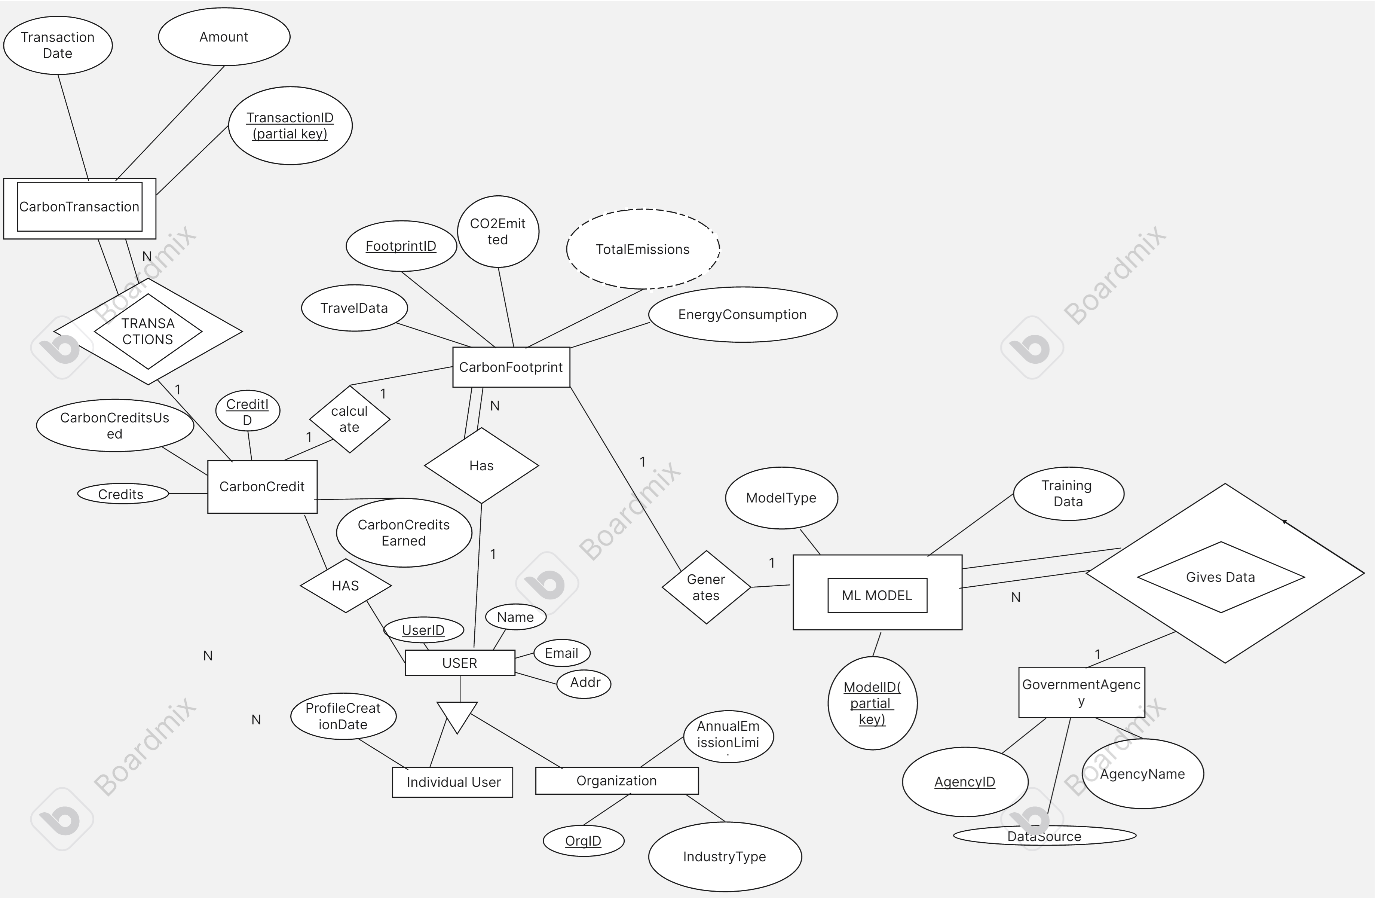 Transaction
Date
Amount
TransactionID
(partial key)
CarbonTransaction
N
TRANSA
CTIONS
1
FootprintID
CO2Emit
ted
TotalEmissions
TravelData
EnergyConsumption
CarbonFootprint
1
N
calcul
ate
1
Has
1
CarbonCreditsUs
ed
CreditI
D
CarbonCredit
Credits
CarbonCredits
Earned
HAS
1
ModelType
Training
Data
Gener
ates
1
ML MODEL
N
Gives Data
1
ModelID(
partial
key)
GovernmentAgenc
y
AgencyID
AgencyName
DataSource
UserID
Name
Email
Addr
USER
N
N
ProfileCreat
ionDate
AnnualEm
issionLimi
Individual User
Organization
OrgID
IndustryType
Boardmix
Boardmix
Boardmix
Boardmix
Boardmix